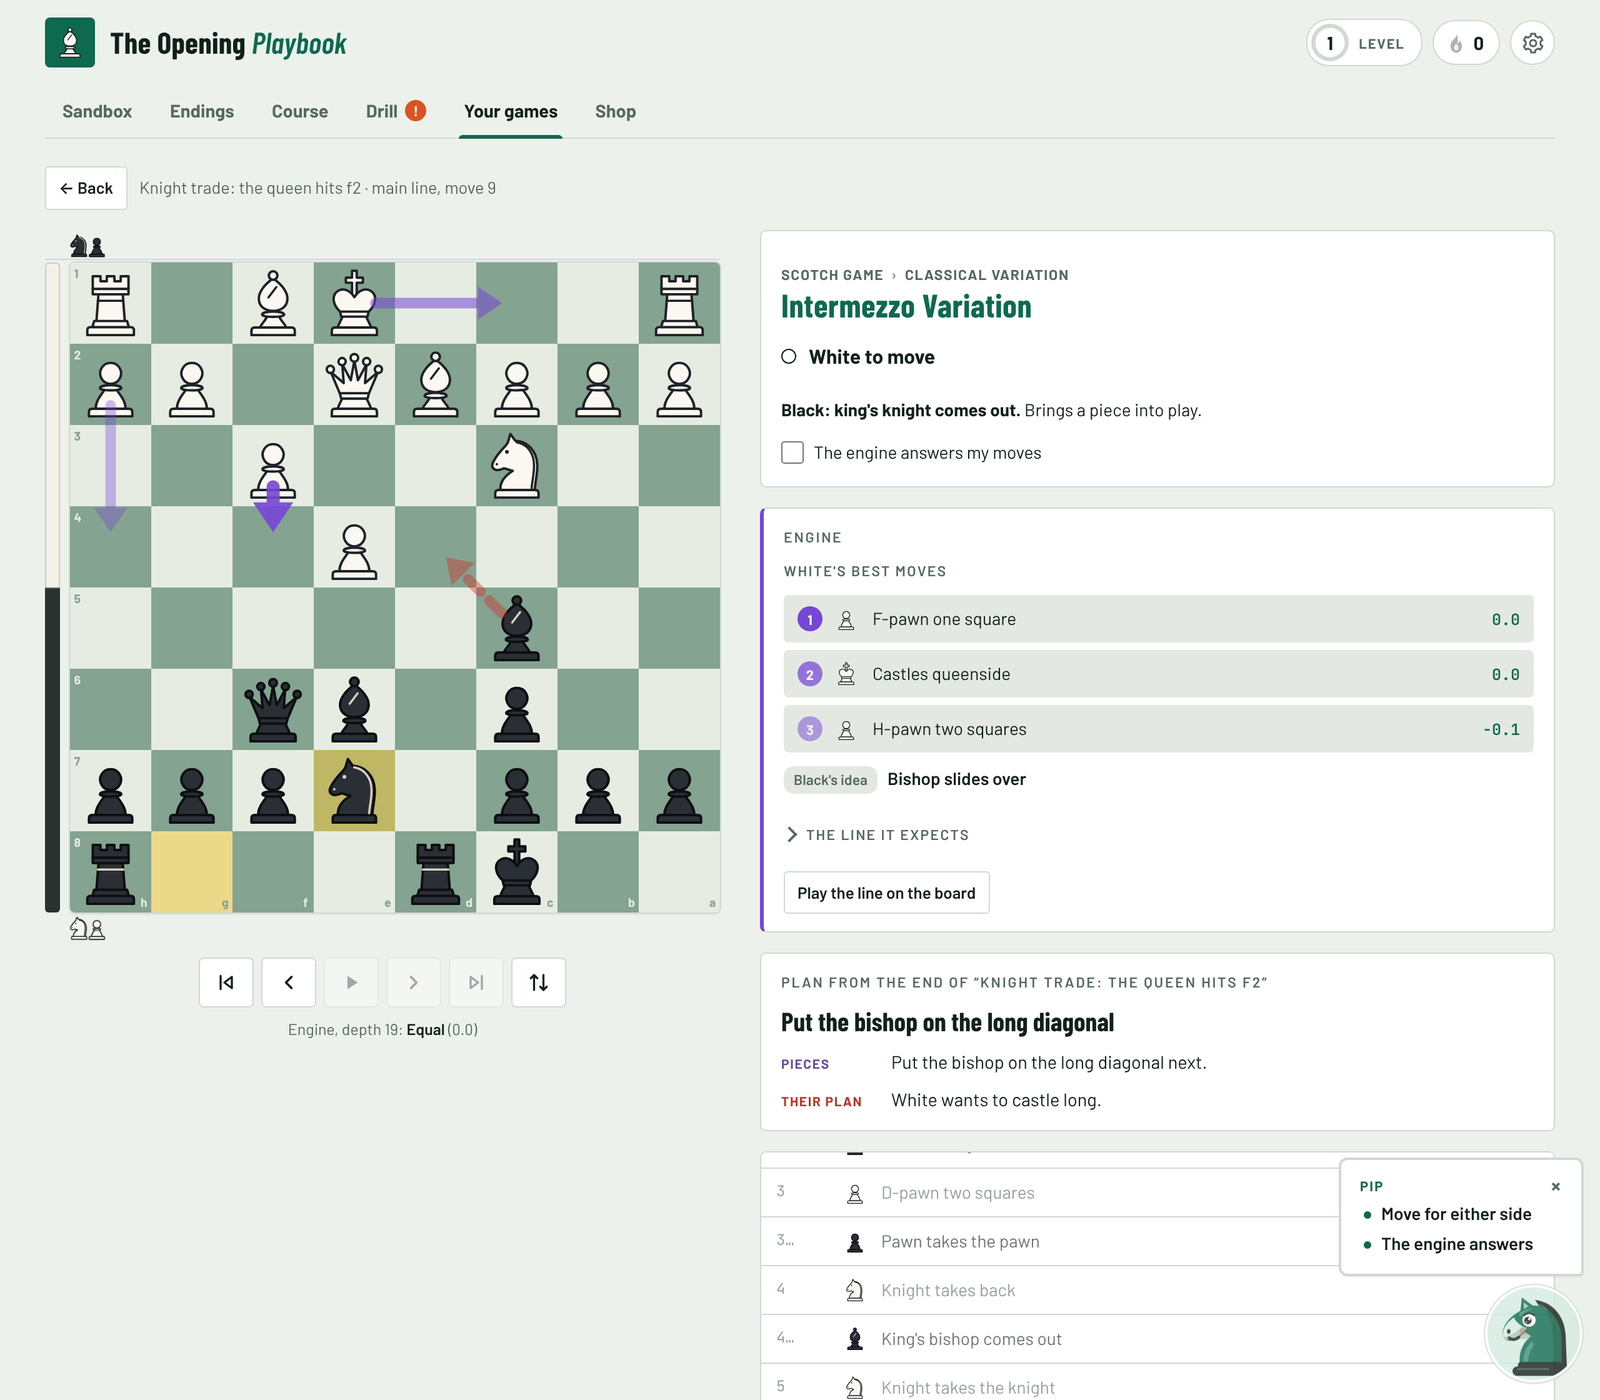 The Opening Playbook
1 LEVEL
0
Sandbox Endings Course Drill ! Your games Shop
← Back
Knight trade: the queen hits f2 · main line, move 9
1
2
3
4
5
6
7
8
h g f e d c b a
Engine, depth 19: Equal (0.0)
SCOTCH GAME › CLASSICAL VARIATION
Intermezzo Variation
White to move
Black: king's knight comes out. Brings a piece into play.
The engine answers my moves
ENGINE
WHITE'S BEST MOVES
1 F-pawn one square 0.0
2 Castles queenside 0.0
3 H-pawn two squares -0.1
Black's idea Bishop slides over
THE LINE IT EXPECTS
Play the line on the board
PLAN FROM THE END OF “KNIGHT TRADE: THE QUEEN HITS F2”
Put the bishop on the long diagonal
PIECES Put the bishop on the long diagonal next.
THEIR PLAN White wants to castle long.
3 D-pawn two squares
3… Pawn takes the pawn
4 Knight takes back
4… King's bishop comes out
5 Knight takes the knight
PIP ×
Move for either side
The engine answers